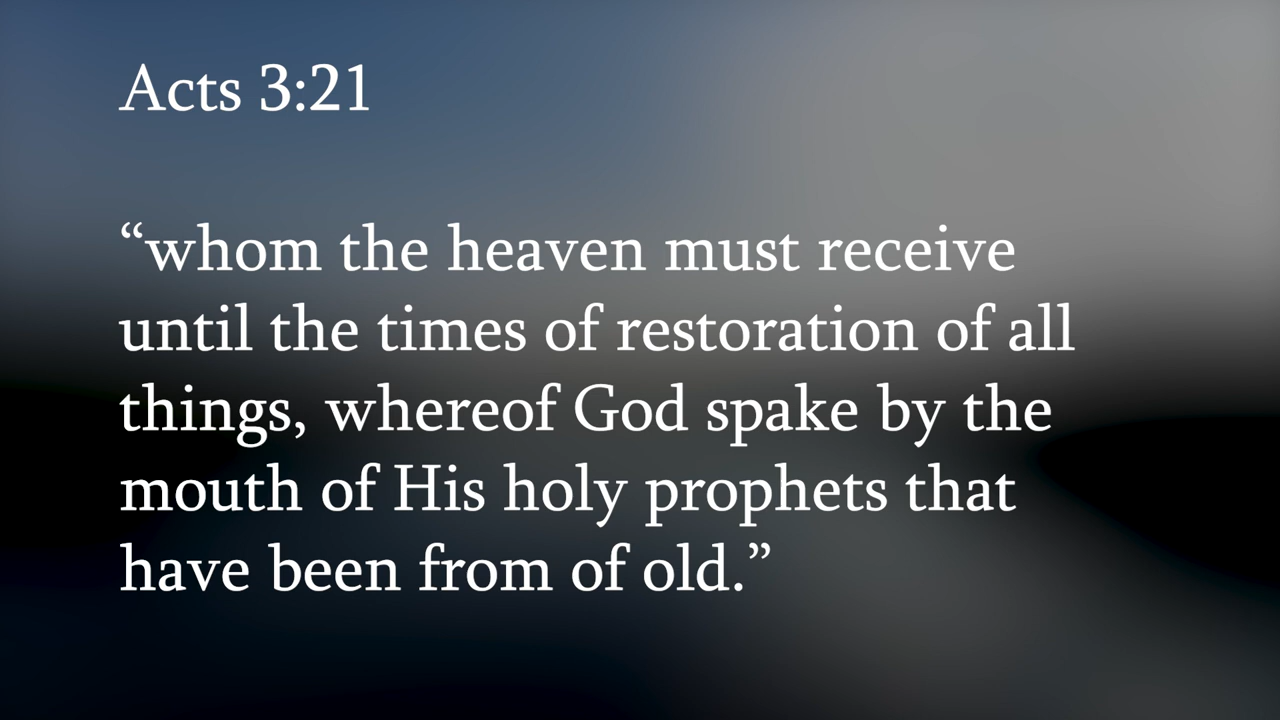 Acts 3:21
“whom the heaven must receive
until the times of restoration of all
things, whereof God spake by the
mouth of His holy prophets that
have been from of old.”